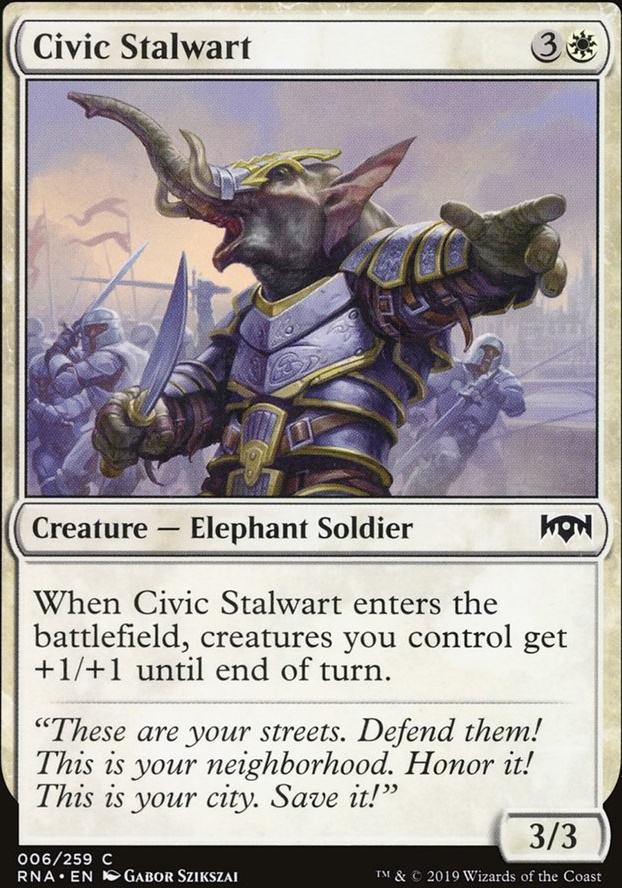 Civic Stalwart 3
Creature — Elephant Soldier
When Civic Stalwart enters the
battlefield, creatures you control get
+1/+1 until end of turn.
“These are your streets. Defend them!
This is your neighborhood. Honor it!
This is your city. Save it!”
3/3
006/259 C
RNA • EN GABOR SZIKSZAI
™ & © 2019 Wizards of the Coast